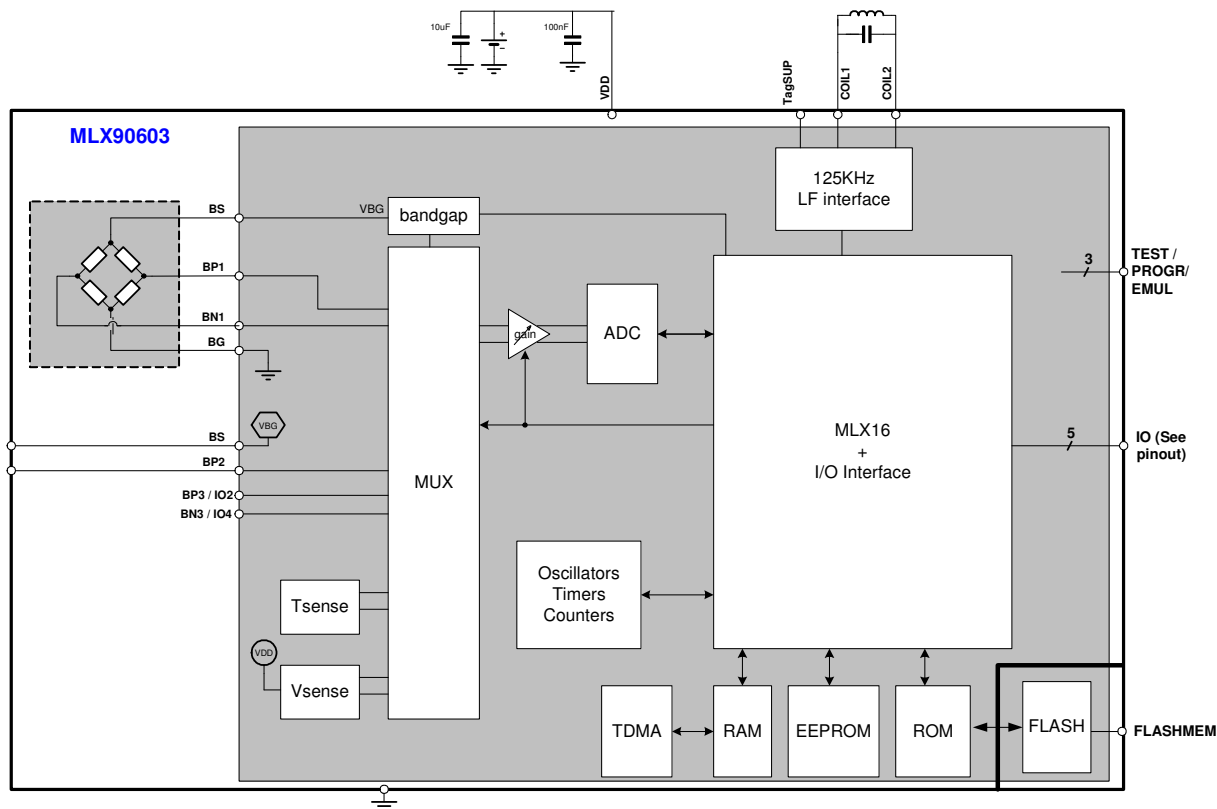 10uF
+
−
100nF
VDD
TagSUP
COIL1
COIL2
MLX90603
125KHz
LF interface
BS
VBG
bandgap
BP1
BN1
BG
gain
ADC
3
TEST /
PROGR/
EMUL
VBG
BS
BP2
BP3 / IO2
BN3 / IO4
MUX
MLX16
+
I/O Interface
5
IO (See
pinout)
Oscillators
Timers
Counters
Tsense
VDD
Vsense
TDMA
RAM
EEPROM
ROM
FLASH
FLASHMEM